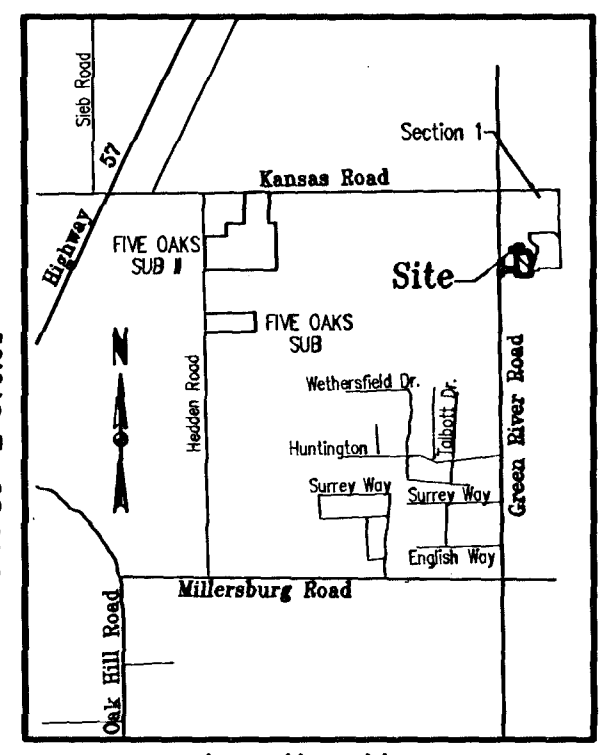 Sieb Road
57
Highway
Section 1
Kansas Road
FIVE OAKS
SUB II
Site
FIVE OAKS
SUB
N
Hedden Road
Wethersfield Dr.
Talbott Dr.
Green River Road
Huntington
Surrey Way
Surrey Way
English Way
Millersburg Road
Oak Hill Road